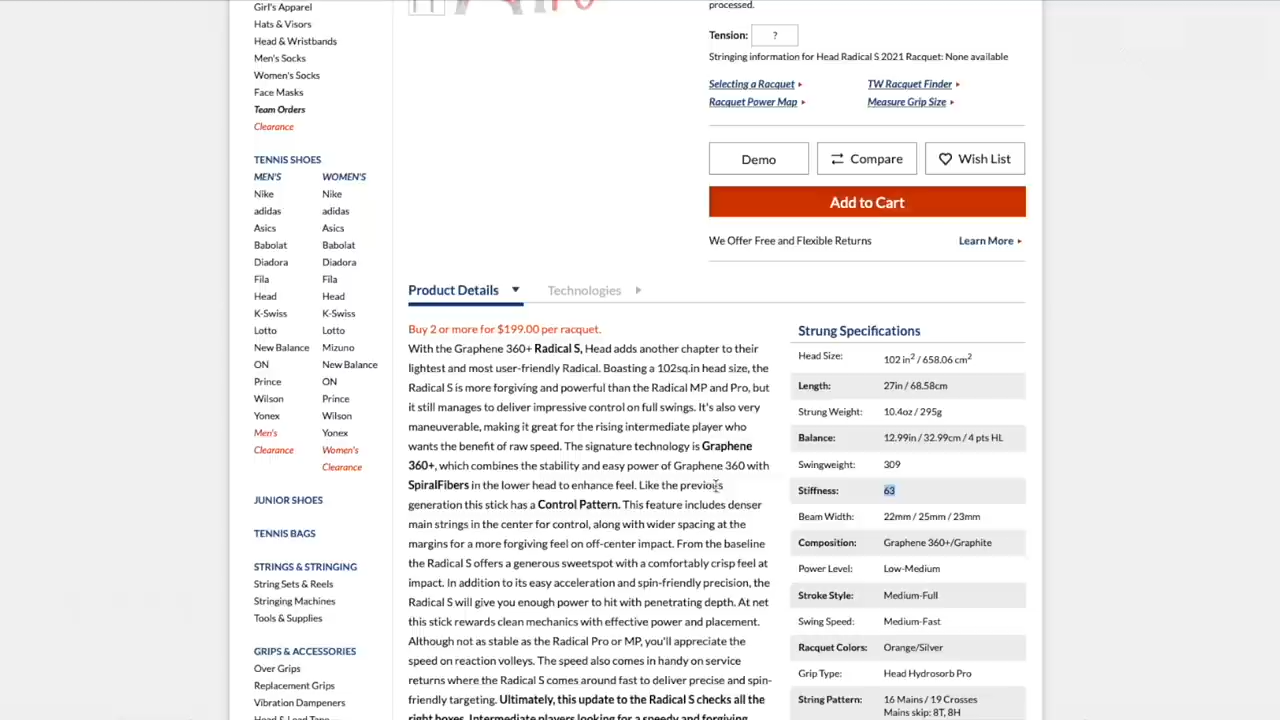 Girl's Apparel
Hats & Visors
Head & Wristbands
Men's Socks
Women's Socks
Face Masks
Team Orders
Clearance
TENNIS SHOES
MEN'S WOMEN'S
Nike Nike
adidas adidas
Asics Asics
Babolat Babolat
Diadora Diadora
Fila Fila
Head Head
K-Swiss K-Swiss
Lotto Lotto
New Balance Mizuno
ON New Balance
Prince ON
Wilson Prince
Yonex Wilson
Men's Yonex
Clearance Women's
Clearance
JUNIOR SHOES
TENNIS BAGS
STRINGS & STRINGING
String Sets & Reels
Stringing Machines
Tools & Supplies
GRIPS & ACCESSORIES
Over Grips
Replacement Grips
Vibration Dampeners
Head & Lead Tape
processed.
Tension: ?
Stringing information for Head Radical S 2021 Racquet: None available
Selecting a Racquet TW Racquet Finder
Racquet Power Map Measure Grip Size
Demo Compare Wish List
Add to Cart
We Offer Free and Flexible Returns Learn More
Product Details Technologies
Buy 2 or more for $199.00 per racquet.
With the Graphene 360+ Radical S, Head adds another chapter to their
lightest and most user-friendly Radical. Boasting a 102sq.in head size, the
Radical S is more forgiving and powerful than the Radical MP and Pro, but
it still manages to deliver impressive control on full swings. It's also very
maneuverable, making it great for the rising intermediate player who
wants the benefit of raw speed. The signature technology is Graphene
360+, which combines the stability and easy power of Graphene 360 with
SpiralFibers in the lower head to enhance feel. Like the previous
generation this stick has a Control Pattern. This feature includes denser
main strings in the center for control, along with wider spacing at the
margins for a more forgiving feel on off-center impact. From the baseline
the Radical S offers a generous sweetspot with a comfortably crisp feel at
impact. In addition to its easy acceleration and spin-friendly precision, the
Radical S will give you enough power to hit with penetrating depth. At net
this stick rewards clean mechanics with effective power and placement.
Although not as stable as the Radical Pro or MP, you'll appreciate the
speed on reaction volleys. The speed also comes in handy on service
returns where the Radical S comes around fast to deliver precise and spin-
friendly targeting. Ultimately, this update to the Radical S checks all the
right boxes. Intermediate players looking for a speedy and forgiving
Strung Specifications
Head Size: 102 in² / 658.06 cm²
Length: 27in / 68.58cm
Strung Weight: 10.4oz / 295g
Balance: 12.99in / 32.99cm / 4 pts HL
Swingweight: 309
Stiffness: 63
Beam Width: 22mm / 25mm / 23mm
Composition: Graphene 360+/Graphite
Power Level: Low-Medium
Stroke Style: Medium-Full
Swing Speed: Medium-Fast
Racquet Colors: Orange/Silver
Grip Type: Head Hydrosorb Pro
String Pattern: 16 Mains / 19 Crosses
Mains skip: 8T, 8H